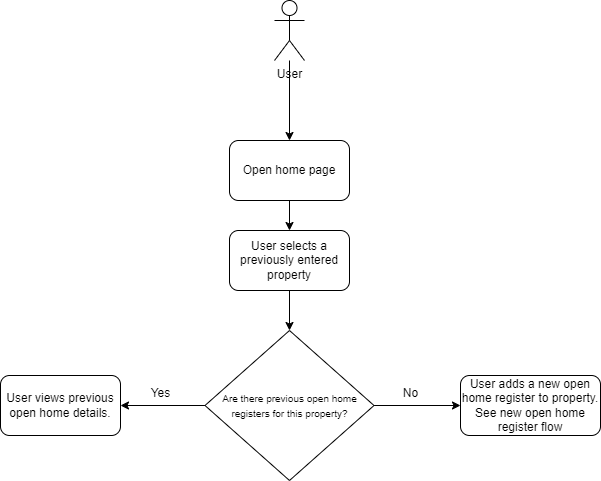 User
Open home page
User selects a
previously entered
property
Are there previous open home
registers for this property?
Yes
No
User views previous
open home details.
User adds a new open
home register to property.
See new open home
register flow